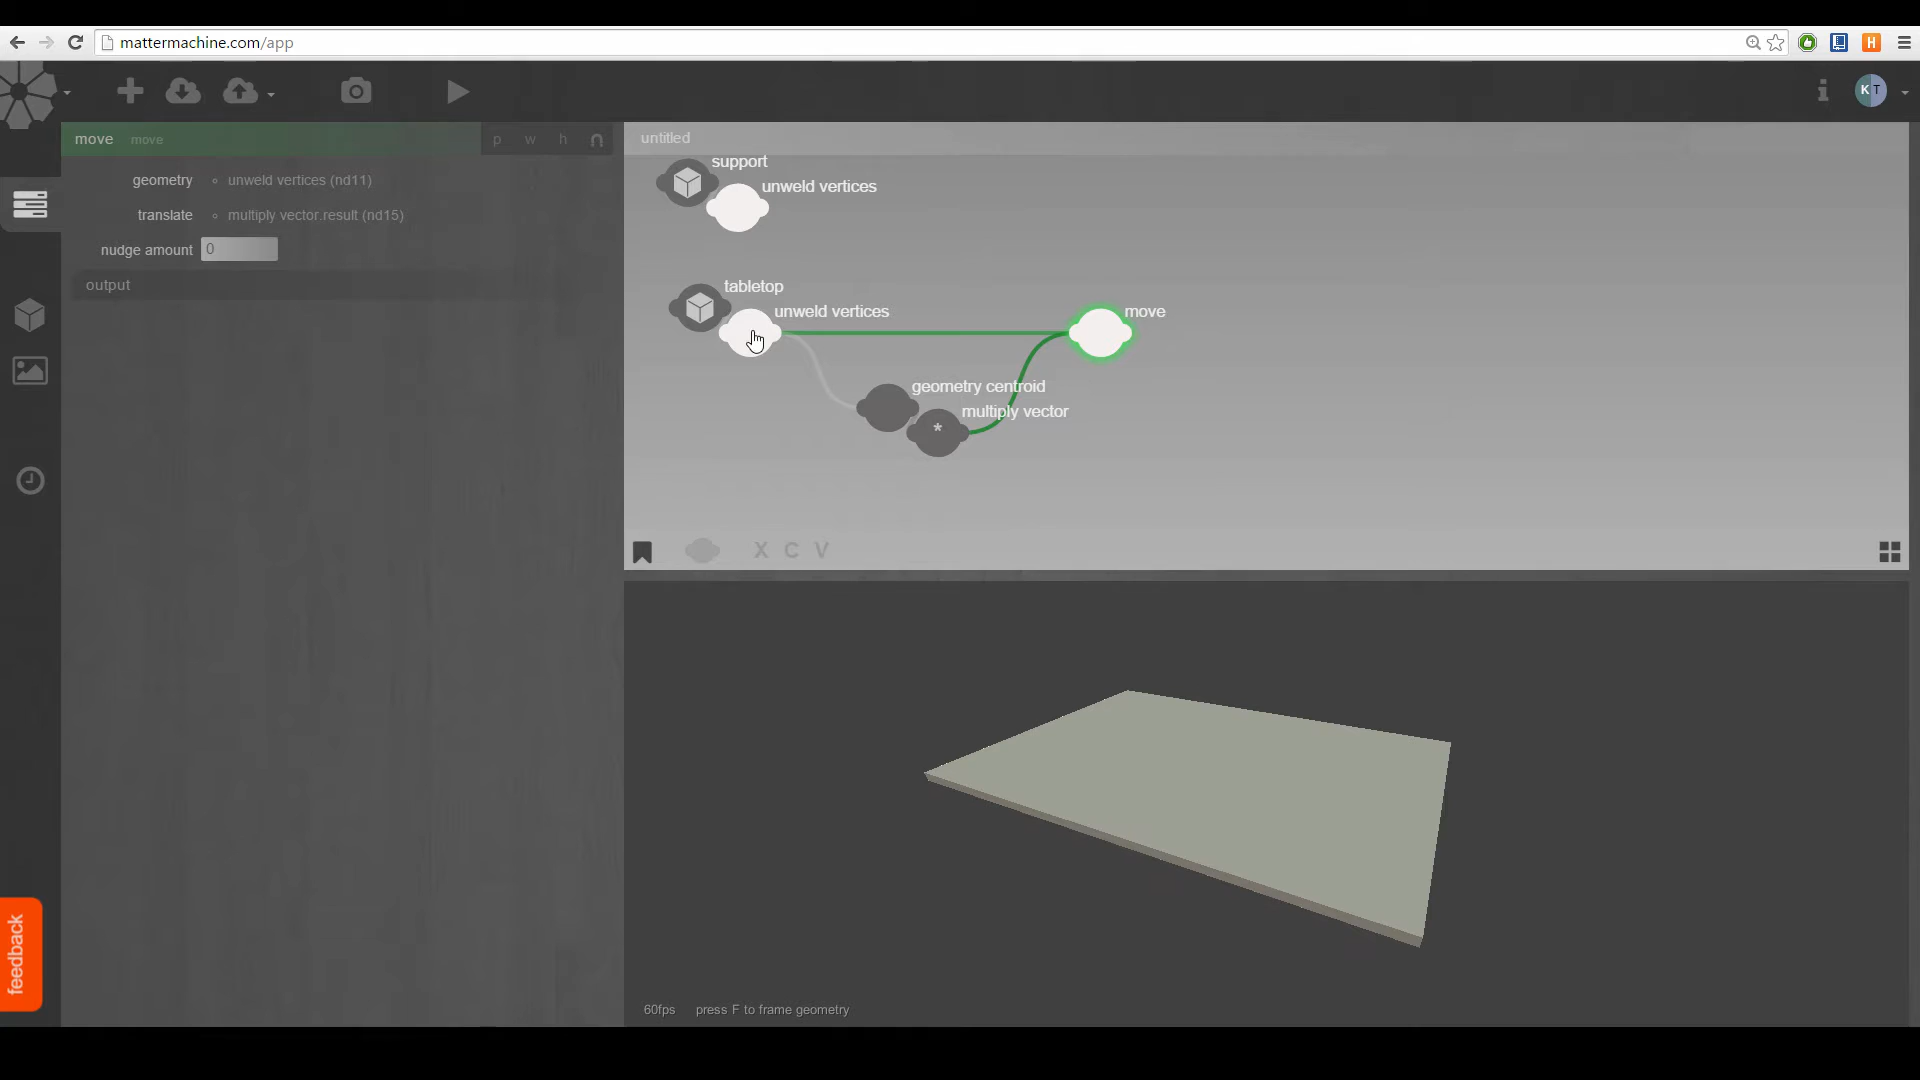 mattermachine.com/app
H
K T
move move
p w h
geometry unweld vertices (nd11)
translate multiply vector.result (nd15)
nudge amount 0
output
untitled
support
unweld vertices
tabletop
unweld vertices
move
geometry centroid
multiply vector
*
X C V
feedback
60fps press F to frame geometry